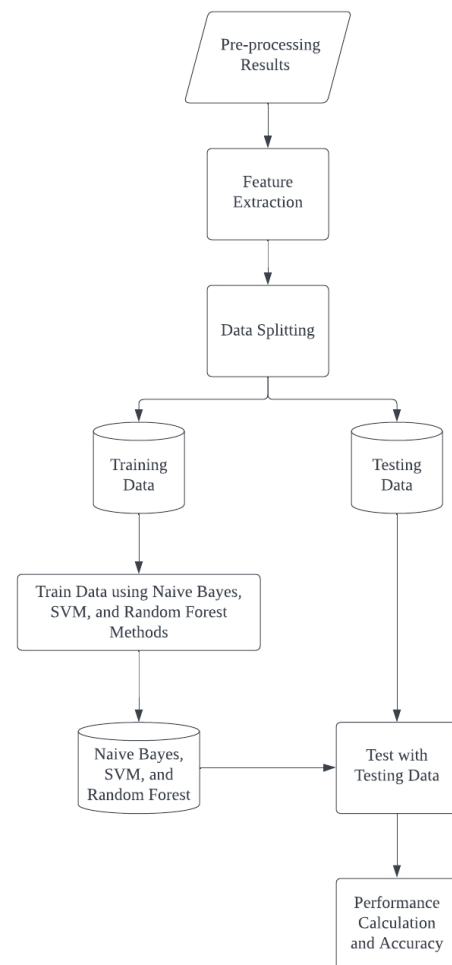 Pre-processing
Results
Feature
Extraction
Data Splitting
Training
Data
Testing
Data
Train Data using Naive Bayes,
SVM, and Random Forest
Methods
Naive Bayes,
SVM, and
Random Forest
Test with
Testing Data
Performance
Calculation
and Accuracy